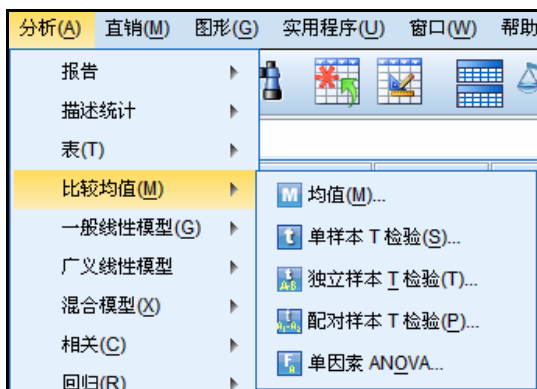 分析(A) 直销(M) 图形(G) 实用程序(U) 窗口(W) 帮助
报告
描述统计
表(T)
比较均值(M)
一般线性模型(G)
广义线性模型
混合模型(X)
相关(C)
回归(R)
均值(M)...
单样本 T 检验(S)...
独立样本 T 检验(T)...
配对样本 T 检验(P)...
单因素 ANOVA...